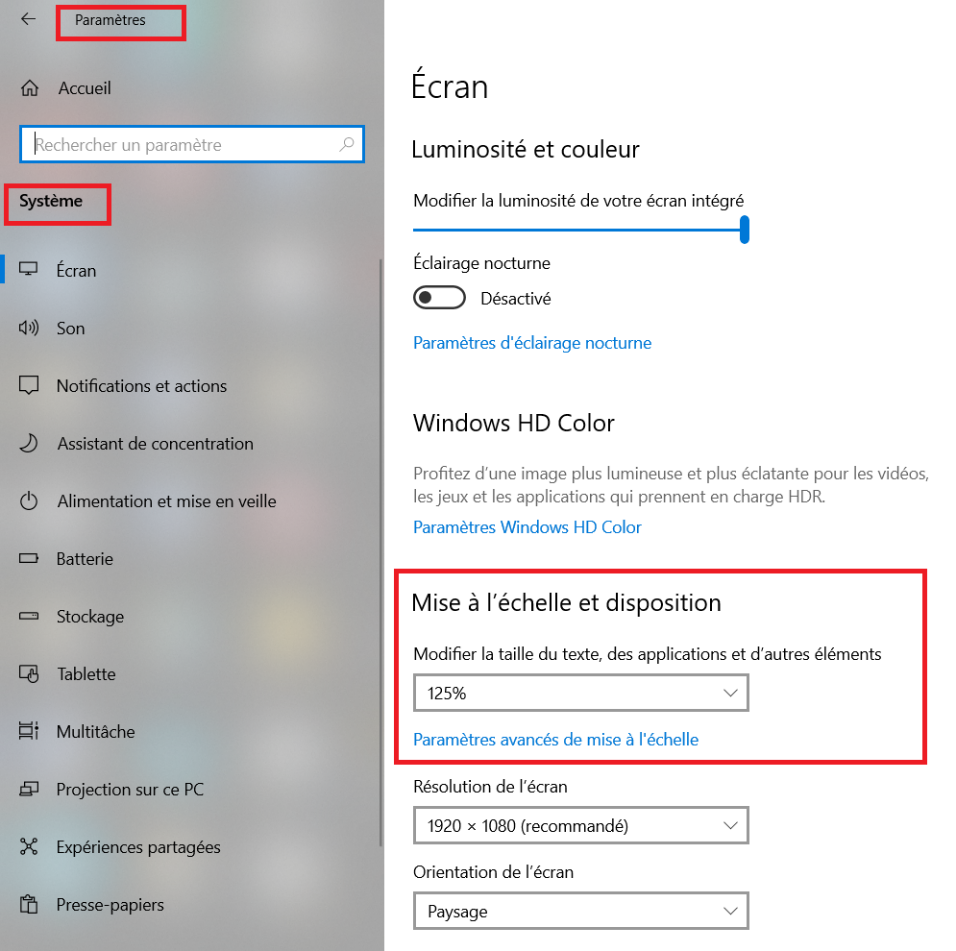 Paramètres
Accueil
Rechercher un paramètre
Système
Écran
Son
Notifications et actions
Assistant de concentration
Alimentation et mise en veille
Batterie
Stockage
Tablette
Multitâche
Projection sur ce PC
Expériences partagées
Presse-papiers
Écran
Luminosité et couleur
Modifier la luminosité de votre écran intégré
Éclairage nocturne
Désactivé
Paramètres d'éclairage nocturne
Windows HD Color
Profitez d’une image plus lumineuse et plus éclatante pour les vidéos,
les jeux et les applications qui prennent en charge HDR.
Paramètres Windows HD Color
Mise à l’échelle et disposition
Modifier la taille du texte, des applications et d’autres éléments
125%
Paramètres avancés de mise à l'échelle
Résolution de l’écran
1920 × 1080 (recommandé)
Orientation de l’écran
Paysage